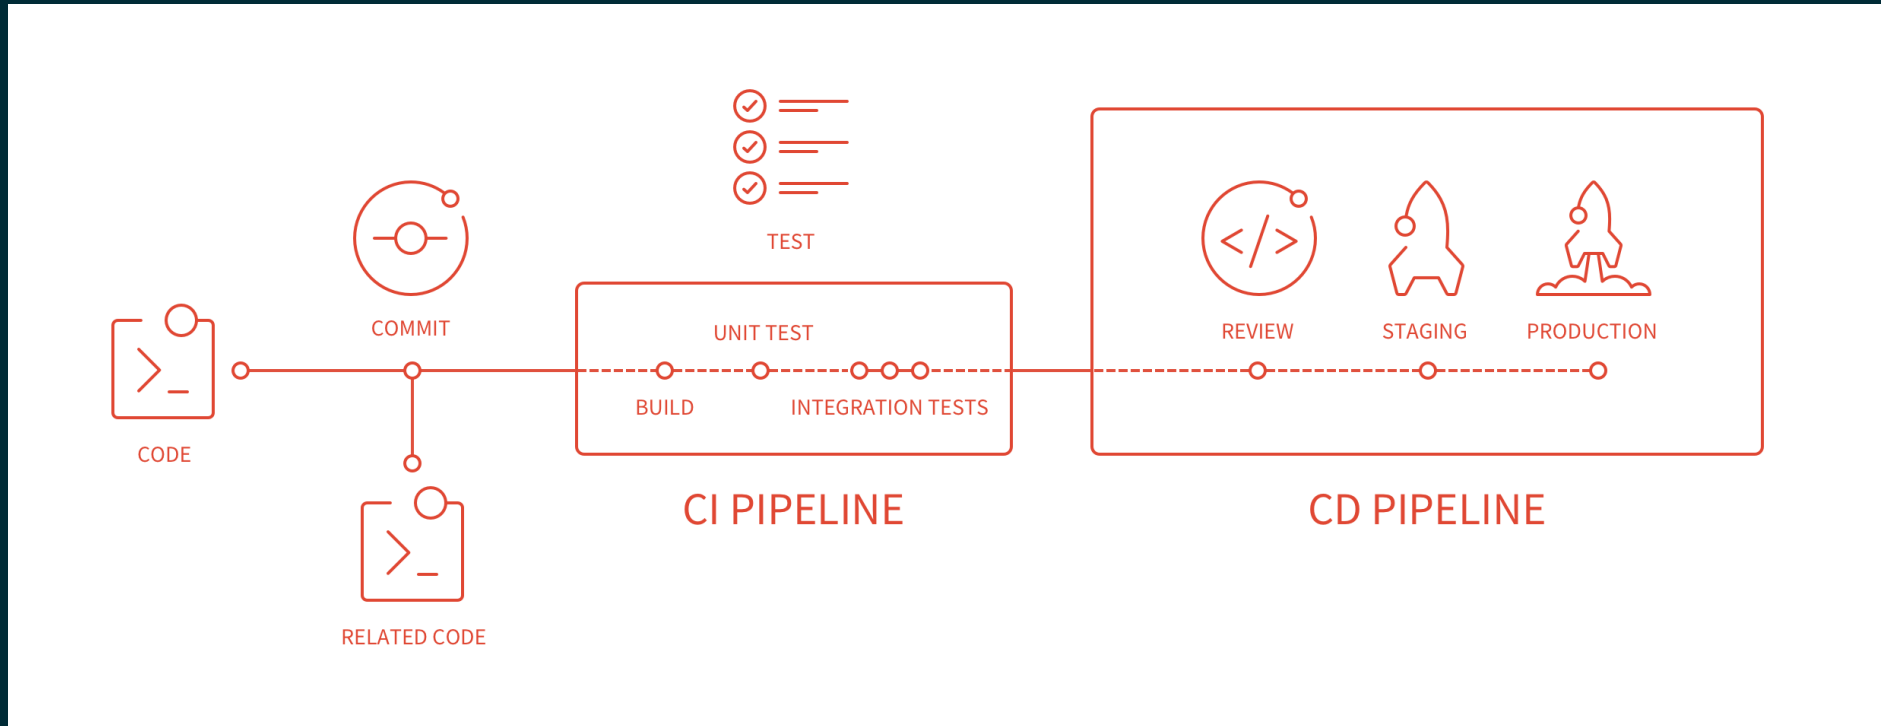 TEST
COMMIT
CODE
RELATED CODE
UNIT TEST
BUILD
INTEGRATION TESTS
CI PIPELINE
REVIEW
STAGING
PRODUCTION
CD PIPELINE